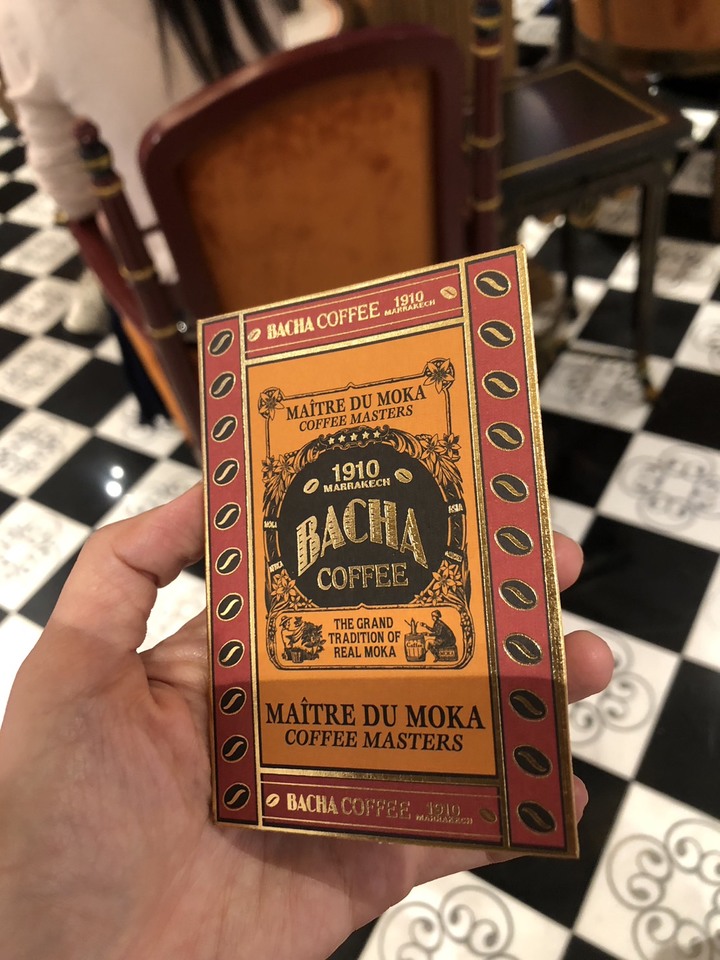 BACHA COFFEE 1910
MARRAKECH
MAÎTRE DU MOKA
COFFEE MASTERS
1910
MARRAKECH
BACHA
COFFEE
THE GRAND
TRADITION OF
REAL MOKA
MAÎTRE DU MOKA
COFFEE MASTERS
BACHA COFFEE 1910
MARRAKECH